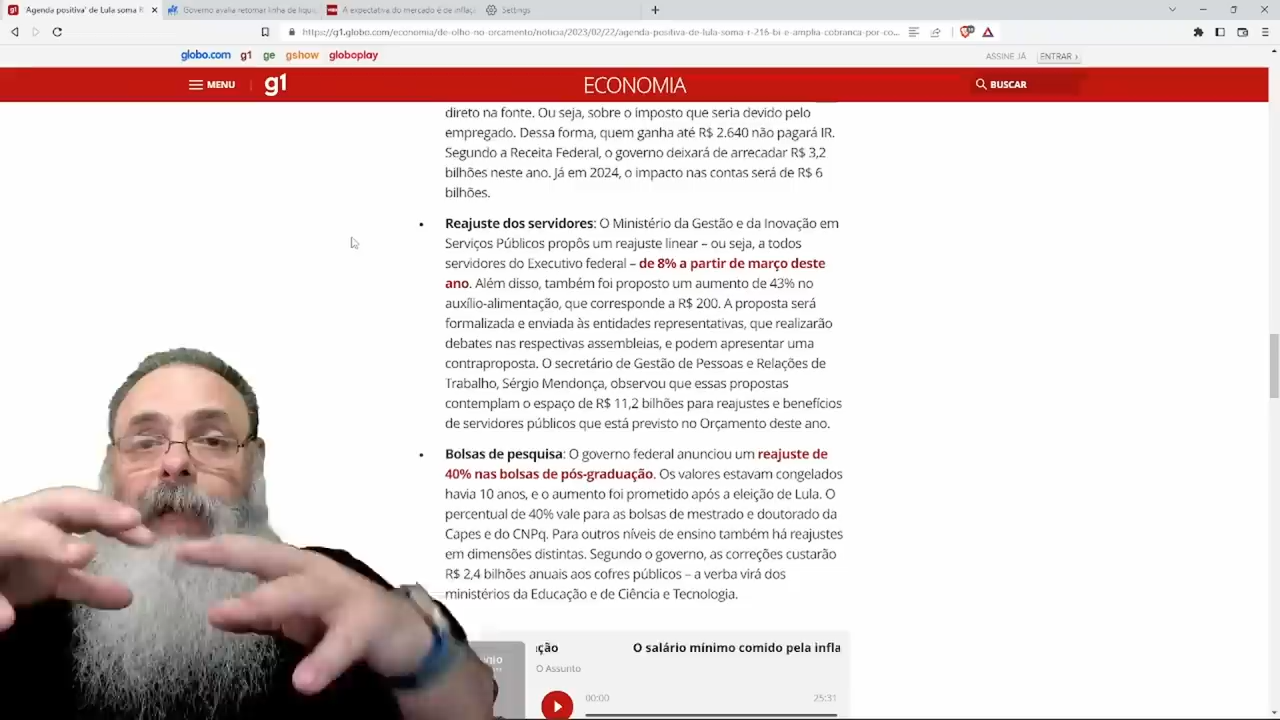 Agenda positiva' de Lula soma R
Governo avalia retomar linha de liqui
A expectativa do mercado é de inflaç
Settings
https://g1.globo.com/economia/de-olho-no-orcamento/noticia/2023/02/22/agenda-positiva-de-lula-soma-r-216-bi-e-amplia-cobranca-por-co...
globo.com g1 ge gshow globoplay
ASSINE JÁ ENTRAR ›
MENU g1
ECONOMIA
BUSCAR
direto na fonte. Ou seja, sobre o imposto que seria devido pelo
empregado. Dessa forma, quem ganha até R$ 2.640 não pagará IR.
Segundo a Receita Federal, o governo deixará de arrecadar R$ 3,2
bilhões neste ano. Já em 2024, o impacto nas contas será de R$ 6
bilhões.
• Reajuste dos servidores: O Ministério da Gestão e da Inovação em
Serviços Públicos propôs um reajuste linear – ou seja, a todos
servidores do Executivo federal – de 8% a partir de março deste
ano. Além disso, também foi proposto um aumento de 43% no
auxílio-alimentação, que corresponde a R$ 200. A proposta será
formalizada e enviada às entidades representativas, que realizarão
debates nas respectivas assembleias, e podem apresentar uma
contraproposta. O secretário de Gestão de Pessoas e Relações de
Trabalho, Sérgio Mendonça, observou que essas propostas
contemplam o espaço de R$ 11,2 bilhões para reajustes e benefícios
de servidores públicos que está previsto no Orçamento deste ano.
• Bolsas de pesquisa: O governo federal anunciou um reajuste de
40% nas bolsas de pós-graduação. Os valores estavam congelados
havia 10 anos, e o aumento foi prometido após a eleição de Lula. O
percentual de 40% vale para as bolsas de mestrado e doutorado da
Capes e do CNPq. Para outros níveis de ensino também há reajustes
em dimensões distintas. Segundo o governo, as correções custarão
R$ 2,4 bilhões anuais aos cofres públicos – a verba virá dos
ministérios da Educação e de Ciência e Tecnologia.
ação O salário mínimo comido pela infla
O Assunto
00:00 25:31